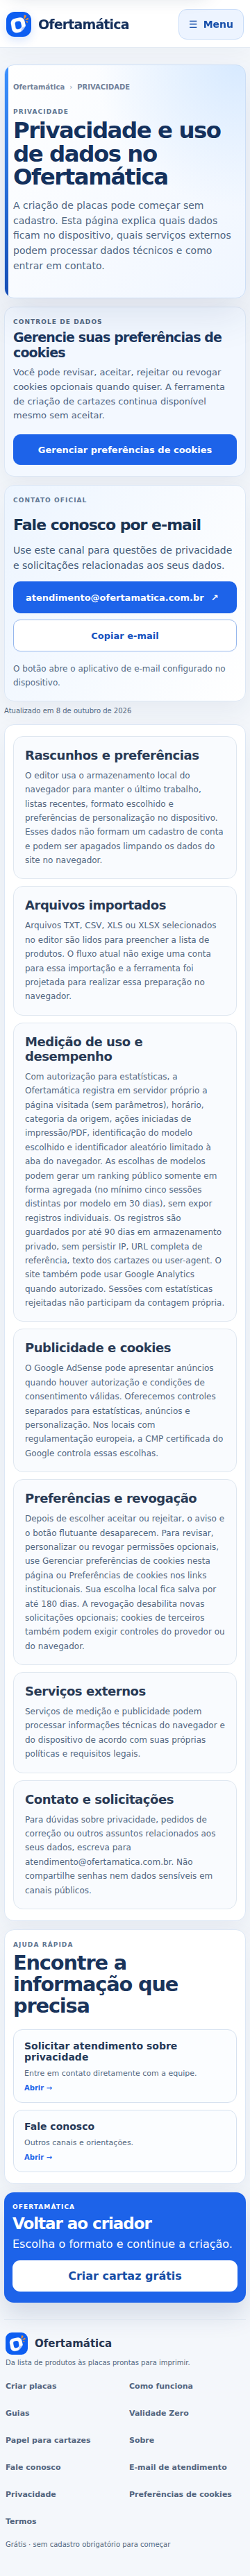 Ofertamática
☰ Menu
Ofertamática › PRIVACIDADE
PRIVACIDADE
Privacidade e uso
de dados no
Ofertamática
A criação de placas pode começar sem
cadastro. Esta página explica quais dados
ficam no dispositivo, quais serviços externos
podem processar dados técnicos e como
entrar em contato.
CONTROLE DE DADOS
Gerencie suas preferências de
cookies
Você pode revisar, aceitar, rejeitar ou revogar
cookies opcionais quando quiser. A ferramenta
de criação de cartazes continua disponível
mesmo sem aceitar.
Gerenciar preferências de cookies
CONTATO OFICIAL
Fale conosco por e-mail
Use este canal para questões de privacidade
e solicitações relacionadas aos seus dados.
atendimento@ofertamatica.com.br ↗
Copiar e-mail
O botão abre o aplicativo de e-mail configurado no
dispositivo.
Atualizado em 8 de outubro de 2026
Rascunhos e preferências
O editor usa o armazenamento local do
navegador para manter o último trabalho,
listas recentes, formato escolhido e
preferências de personalização no dispositivo.
Esses dados não formam um cadastro de conta
e podem ser apagados limpando os dados do
site no navegador.
Arquivos importados
Arquivos TXT, CSV, XLS ou XLSX selecionados
no editor são lidos para preencher a lista de
produtos. O fluxo atual não exige uma conta
para essa importação e a ferramenta foi
projetada para realizar essa preparação no
navegador.
Medição de uso e
desempenho
Com autorização para estatísticas, a
Ofertamática registra em servidor próprio a
página visitada (sem parâmetros), horário,
categoria da origem, ações iniciadas de
impressão/PDF, identificação do modelo
escolhido e identificador aleatório limitado à
aba do navegador. As escolhas de modelos
podem gerar um ranking público somente em
forma agregada (no mínimo cinco sessões
distintas por modelo em 30 dias), sem expor
registros individuais. Os registros são
guardados por até 90 dias em armazenamento
privado, sem persistir IP, URL completa de
referência, texto dos cartazes ou user-agent. O
site também pode usar Google Analytics
quando autorizado. Sessões com estatísticas
rejeitadas não participam da contagem própria.
Publicidade e cookies
O Google AdSense pode apresentar anúncios
quando houver autorização e condições de
consentimento válidas. Oferecemos controles
separados para estatísticas, anúncios e
personalização. Nos locais com
regulamentação europeia, a CMP certificada do
Google controla essas escolhas.
Preferências e revogação
Depois de escolher aceitar ou rejeitar, o aviso e
o botão flutuante desaparecem. Para revisar,
personalizar ou revogar permissões opcionais,
use Gerenciar preferências de cookies nesta
página ou Preferências de cookies nos links
institucionais. Sua escolha local fica salva por
até 180 dias. A revogação desabilita novas
solicitações opcionais; cookies de terceiros
também podem exigir controles do provedor ou
do navegador.
Serviços externos
Serviços de medição e publicidade podem
processar informações técnicas do navegador e
do dispositivo de acordo com suas próprias
políticas e requisitos legais.
Contato e solicitações
Para dúvidas sobre privacidade, pedidos de
correção ou outros assuntos relacionados aos
seus dados, escreva para
atendimento@ofertamatica.com.br. Não
compartilhe senhas nem dados sensíveis em
canais públicos.
AJUDA RÁPIDA
Encontre a
informação que
precisa
Solicitar atendimento sobre
privacidade
Entre em contato diretamente com a equipe.
Abrir →
Fale conosco
Outros canais e orientações.
Abrir →
OFERTAMÁTICA
Voltar ao criador
Escolha o formato e continue a criação.
Criar cartaz grátis
Ofertamática
Da lista de produtos às placas prontas para imprimir.
Criar placas
Como funciona
Guias
Validade Zero
Papel para cartazes
Sobre
Fale conosco
E-mail de atendimento
Privacidade
Preferências de cookies
Termos
Grátis · sem cadastro obrigatório para começar